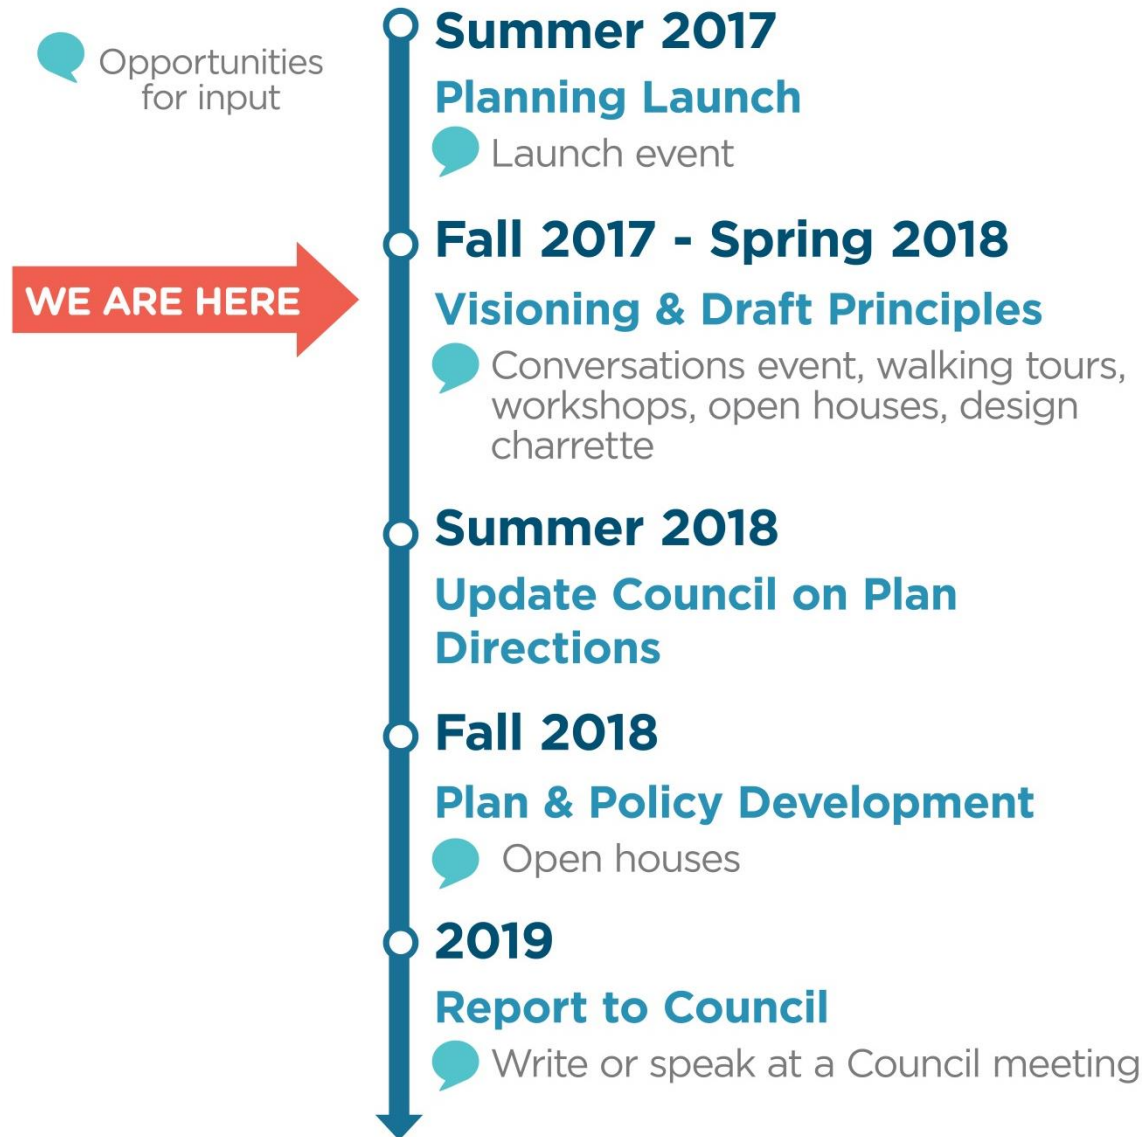 Opportunities
for input
Summer 2017
Planning Launch
Launch event
WE ARE HERE
Fall 2017 - Spring 2018
Visioning & Draft Principles
Conversations event, walking tours,
workshops, open houses, design
charrette
Summer 2018
Update Council on Plan
Directions
Fall 2018
Plan & Policy Development
Open houses
2019
Report to Council
Write or speak at a Council meeting